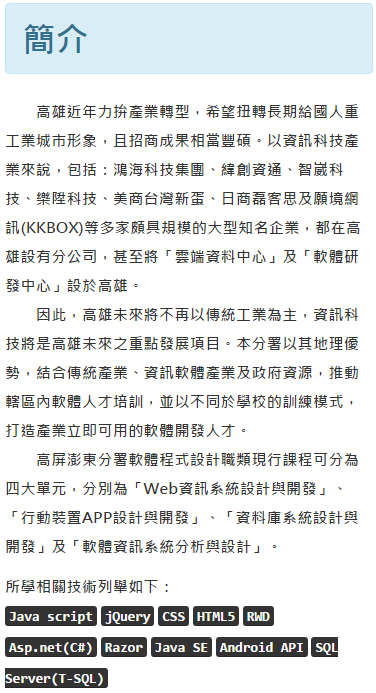 簡介
高雄近年力拚產業轉型，希望扭轉長期給國人重
工業城市形象，且招商成果相當豐碩。以資訊科技產
業來說，包括：鴻海科技集團、緯創資通、智崴科
技、樂陞科技、美商台灣新蛋、日商磊客思及願境網
訊(KKBOX)等多家頗具規模的大型知名企業，都在高
雄設有分公司，甚至將「雲端資料中心」及「軟體研
發中心」設於高雄。
因此，高雄未來將不再以傳統工業為主，資訊科
技將是高雄未來之重點發展項目。本分署以其地理優
勢，結合傳統產業、資訊軟體產業及政府資源，推動
轄區內軟體人才培訓，並以不同於學校的訓練模式，
打造產業立即可用的軟體開發人才。
高屏澎東分署軟體程式設計職類現行課程可分為
四大單元，分別為「Web資訊系統設計與開發」、
「行動裝置APP設計與開發」、「資料庫系統設計與
開發」及「軟體資訊系統分析與設計」。
所學相關技術列舉如下：
Java script jQuery CSS HTML5 RWD
Asp.net(C#) Razor Java SE Android API SQL
Server(T-SQL)